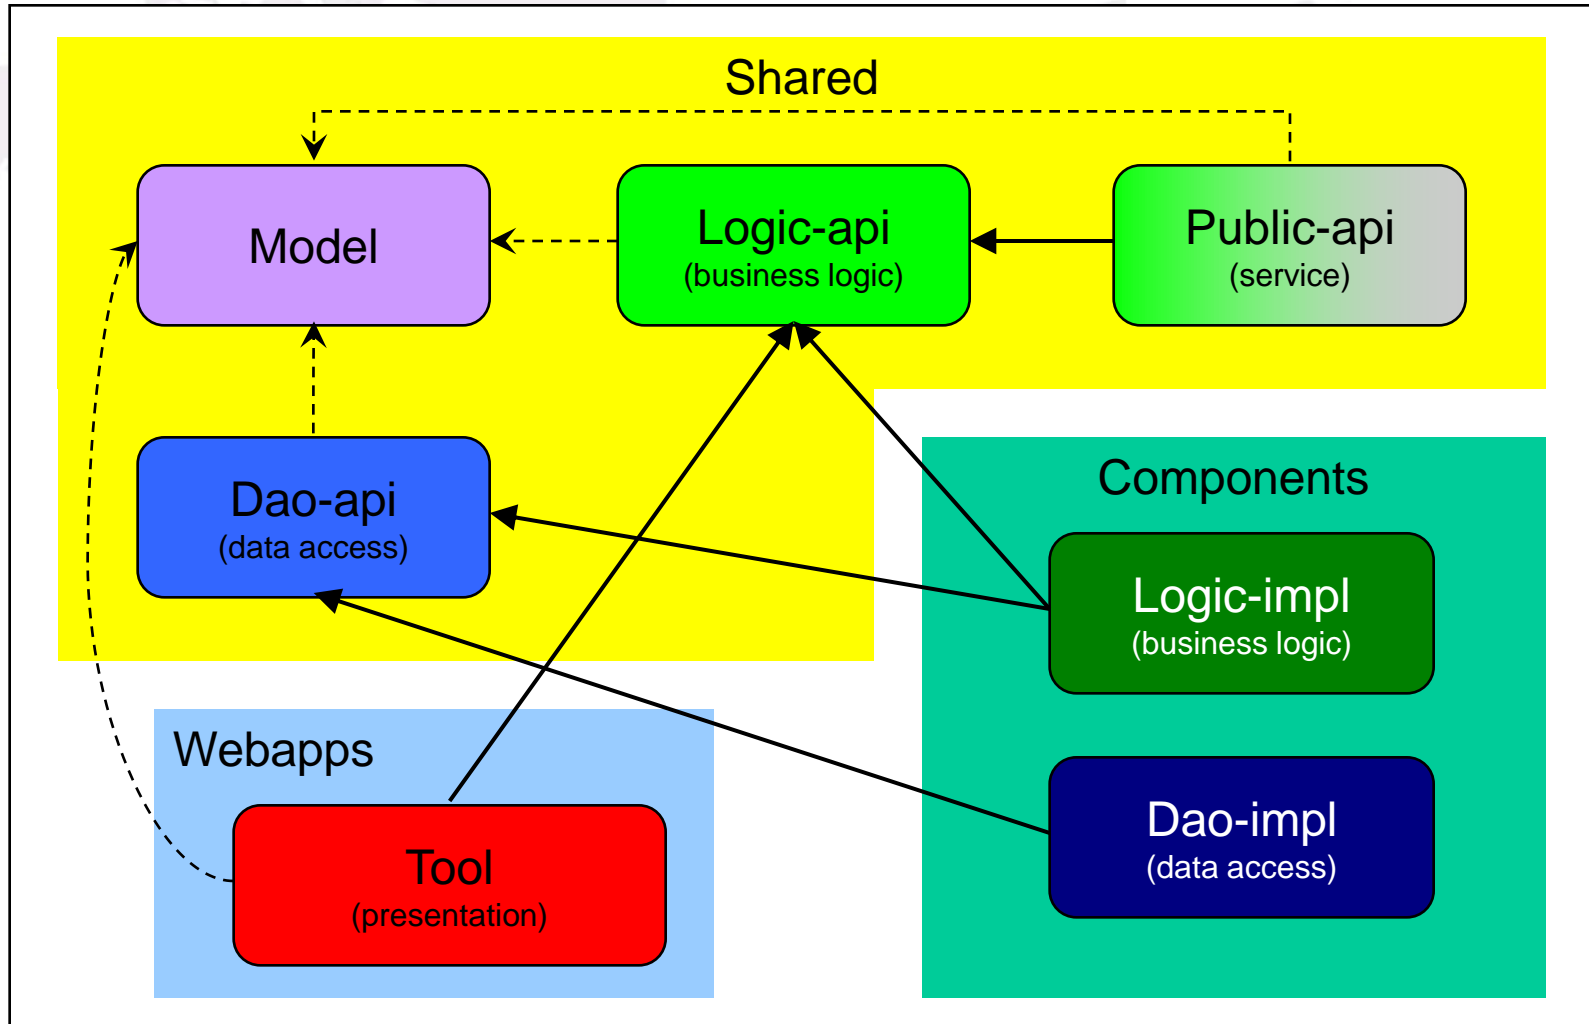 Shared
Model
Logic-api
(business logic)
Public-api
(service)
Dao-api
(data access)
Components
Logic-impl
(business logic)
Dao-impl
(data access)
Webapps
Tool
(presentation)